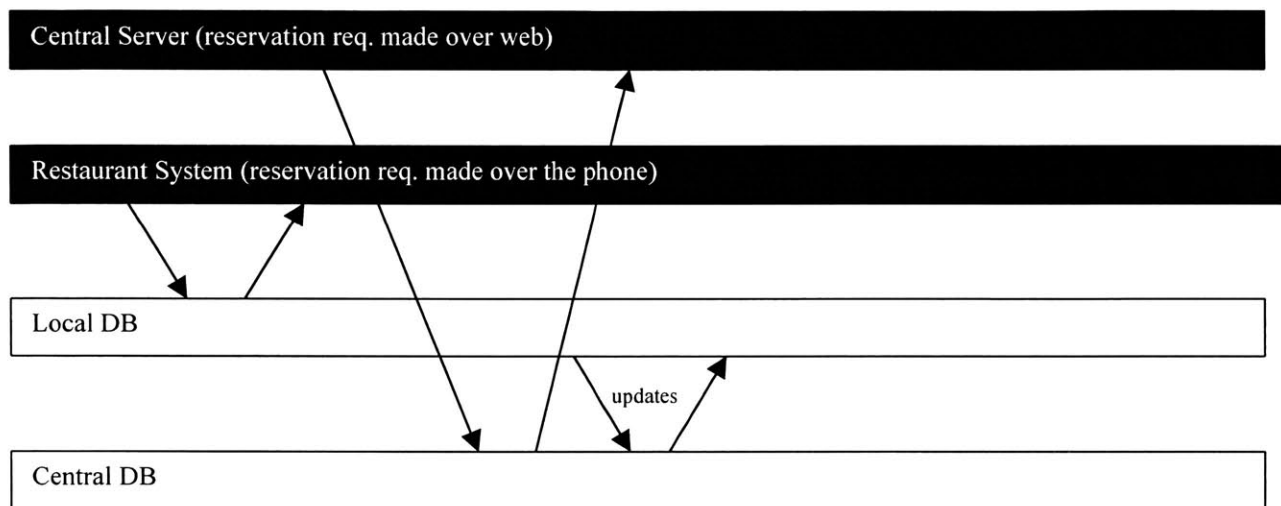 Central Server (reservation req. made over web)
Restaurant System (reservation req. made over the phone)
Local DB
updates
Central DB